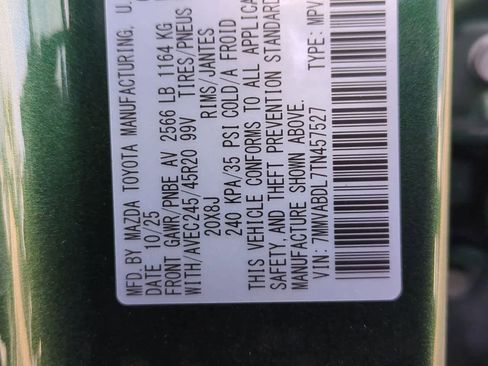 MFD.BY MAZDA TOYOTA MANUFACTURING, U.
DATE 10/25
FRONT GAWR/PNBE AV 2566 LB 1164 KG
WITH/AVEC245/45R20 99V TIRES/PNEUS
20X8J RIMS/JANTES
240 KPA/35 PSI COLD/A FROID
THIS VEHICLE CONFORMS TO ALL APPLICA
SAFETY, AND THEFT PREVENTION STANDAR
MANUFACTURE SHOWN ABOVE.
VIN: 7MMVABDL7TN457527 MPV